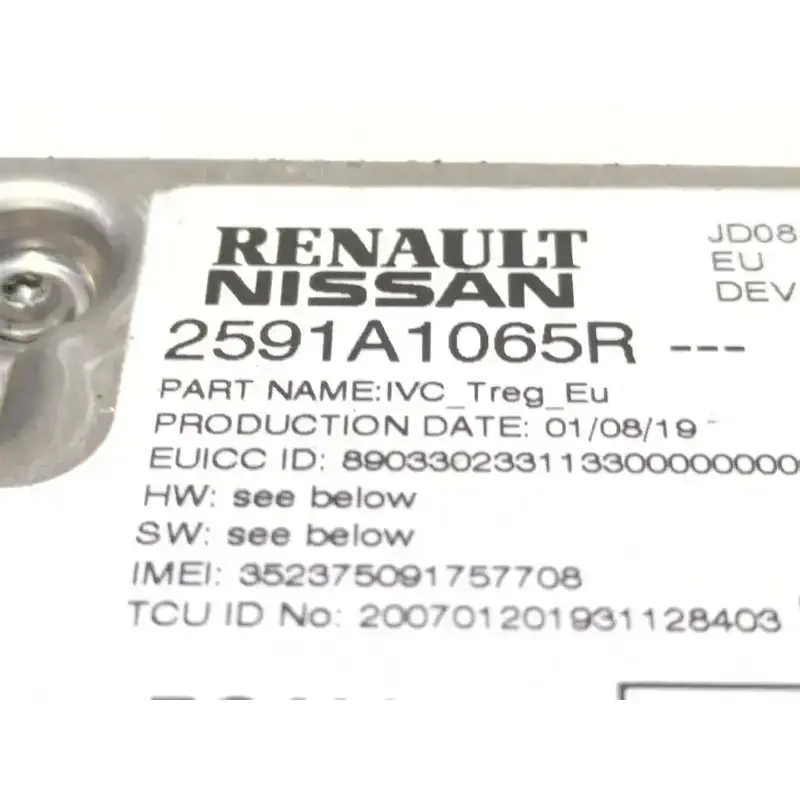 RENAULT
NISSAN
2591A1065R ---
JD08
EU
DEV
PART NAME:IVC_Treg_Eu
PRODUCTION DATE: 01/08/19
EUICC ID: 89033023311330000000000
HW: see below
SW: see below
IMEI: 352375091757708
TCU ID No: 200701201931128403